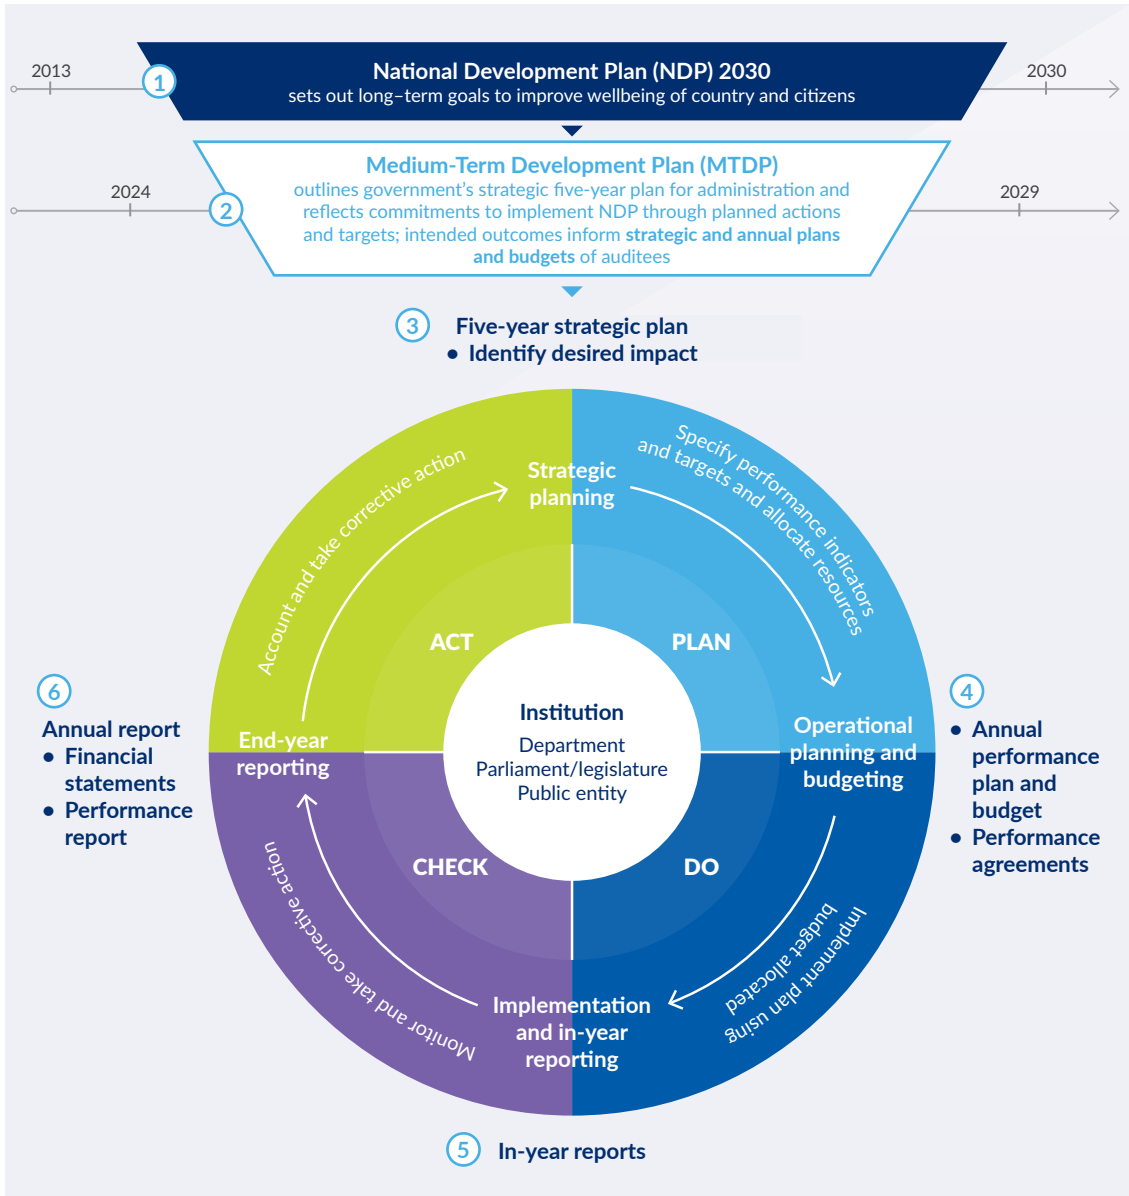 2013
2030
1
National Development Plan (NDP) 2030
sets out long–term goals to improve wellbeing of country and citizens
2024
2029
2
Medium-Term Development Plan (MTDP)
outlines government's strategic five-year plan for administration and
reflects commitments to implement NDP through planned actions
and targets; intended outcomes inform strategic and annual plans
and budgets of auditees
3
Five-year strategic plan
• Identify desired impact
Account and take corrective action
Strategic
planning
Specify performance indicators
and targets and allocate resources
ACT
PLAN
Institution
Department
Parliament/legislature
Public entity
Operational
planning and
budgeting
4
• Annual
performance
plan and
budget
• Performance
agreements
DO
Implement plan using
budget allocated
Implementation
and in-year
reporting
5
In-year reports
CHECK
Monitor and take corrective action
End-year
reporting
6
Annual report
• Financial
statements
• Performance
report